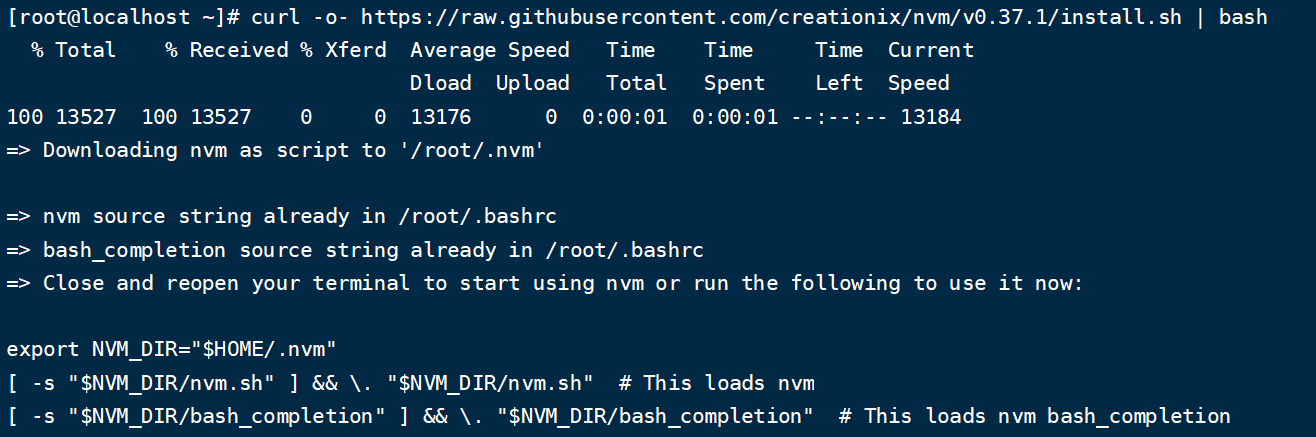 [root@localhost ~]# curl -o- https://raw.githubusercontent.com/creationix/nvm/v0.37.1/install.sh | bash
  % Total    % Received % Xferd  Average Speed   Time    Time     Time  Current
                                 Dload  Upload   Total   Spent    Left  Speed
100 13527  100 13527    0     0  13176      0  0:00:01  0:00:01 --:--:-- 13184
=> Downloading nvm as script to '/root/.nvm'

=> nvm source string already in /root/.bashrc
=> bash_completion source string already in /root/.bashrc
=> Close and reopen your terminal to start using nvm or run the following to use it now:

export NVM_DIR="$HOME/.nvm"
[ -s "$NVM_DIR/nvm.sh" ] && \. "$NVM_DIR/nvm.sh"  # This loads nvm
[ -s "$NVM_DIR/bash_completion" ] && \. "$NVM_DIR/bash_completion"  # This loads nvm bash_completion